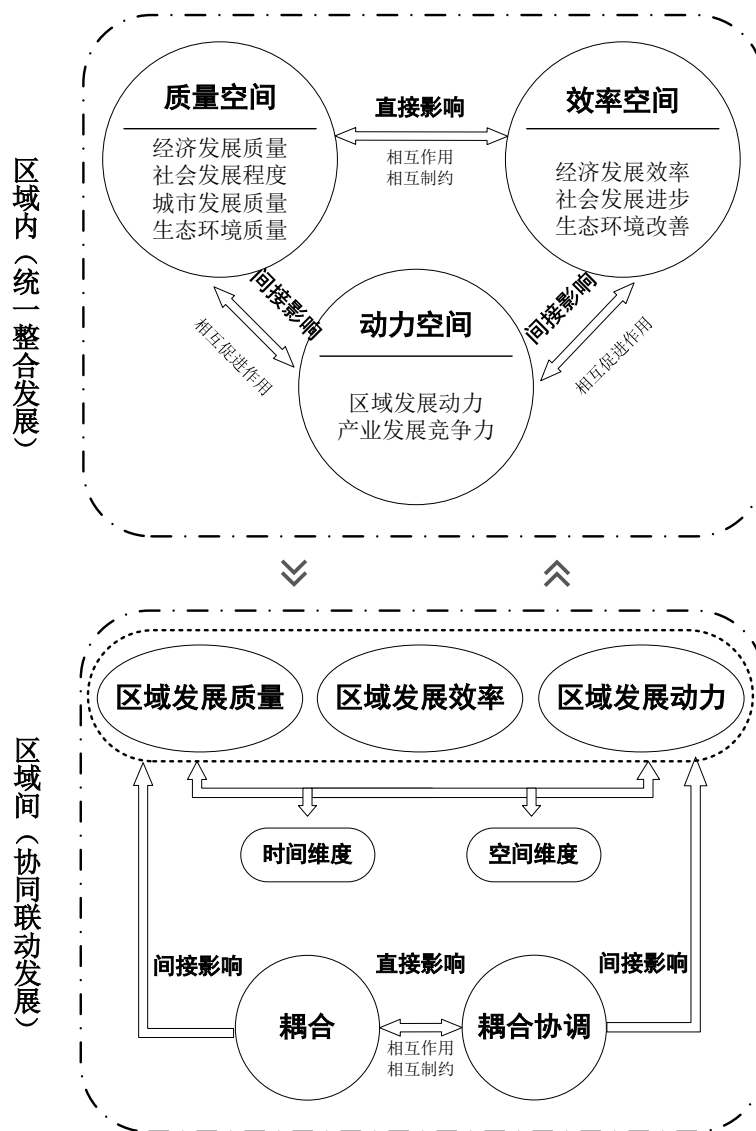 区域内（统一整合发展）
质量空间
经济发展质量
社会发展程度
城市发展质量
生态环境质量
直接影响
相互作用
相互制约
效率空间
经济发展效率
社会发展进步
生态环境改善
间接影响
相互促进作用
动力空间
区域发展动力
产业发展竞争力
间接影响
相互促进作用
区域间（协同联动发展）
区域发展质量
区域发展效率
区域发展动力
时间维度
空间维度
间接影响
直接影响
间接影响
耦合
相互作用
相互制约
耦合协调